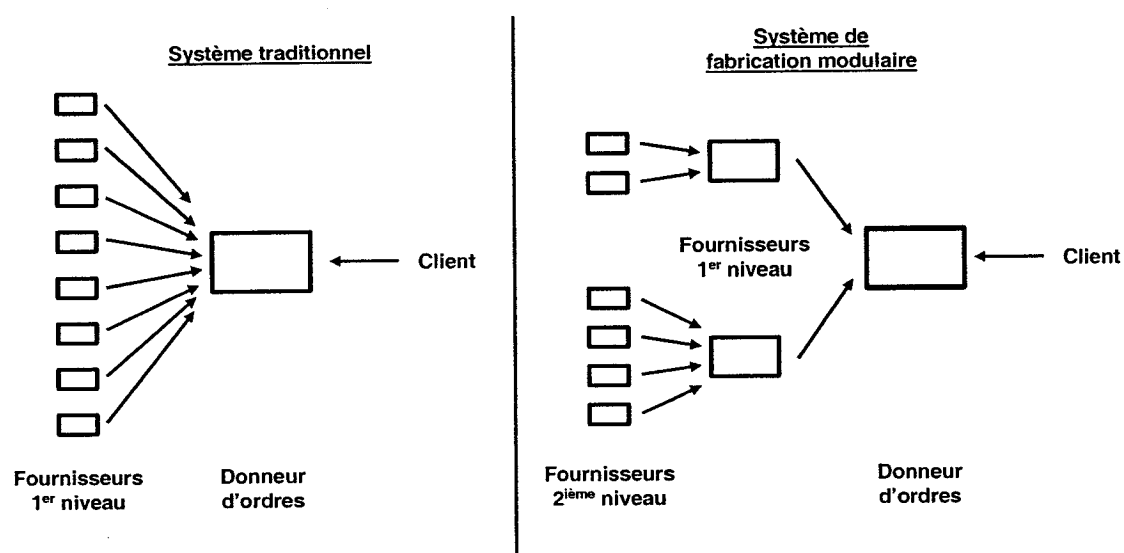 Système traditionnel
Client
Fournisseurs
1er niveau
Donneur
d'ordres
Système de
fabrication modulaire
Fournisseurs
1er niveau
Client
Fournisseurs
2ième niveau
Donneur
d'ordres